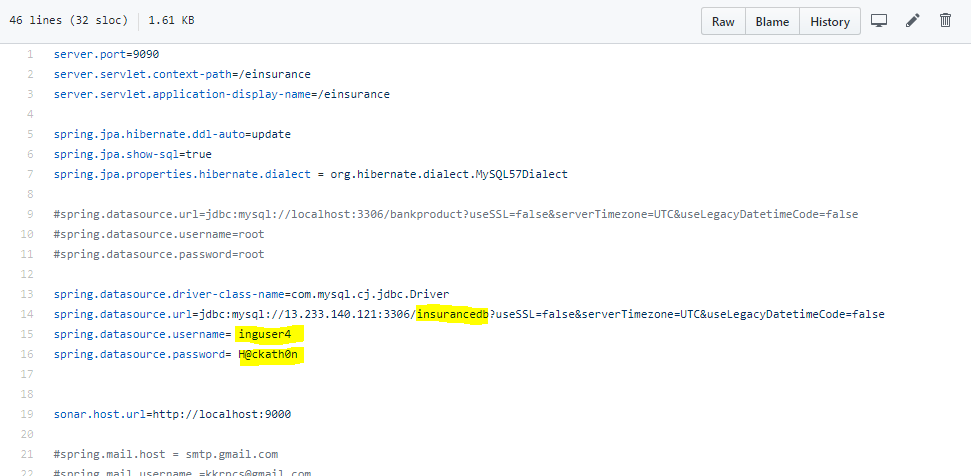 46 lines (32 sloc) 1.61 KB Raw Blame History
1 server.port=9090
2 server.servlet.context-path=/einsurance
3 server.servlet.application-display-name=/einsurance
4
5 spring.jpa.hibernate.ddl-auto=update
6 spring.jpa.show-sql=true
7 spring.jpa.properties.hibernate.dialect = org.hibernate.dialect.MySQL57Dialect
8
9 #spring.datasource.url=jdbc:mysql://localhost:3306/bankproduct?useSSL=false&serverTimezone=UTC&useLegacyDatetimeCode=false
10 #spring.datasource.username=root
11 #spring.datasource.password=root
12
13 spring.datasource.driver-class-name=com.mysql.cj.jdbc.Driver
14 spring.datasource.url=jdbc:mysql://13.233.140.121:3306/insurancedb?useSSL=false&serverTimezone=UTC&useLegacyDatetimeCode=false
15 spring.datasource.username= inguser4
16 spring.datasource.password= H@ckath0n
17
18
19 sonar.host.url=http://localhost:9000
20
21 #spring.mail.host = smtp.gmail.com
22 #spring.mail.username =kkrpcs@gmail.com